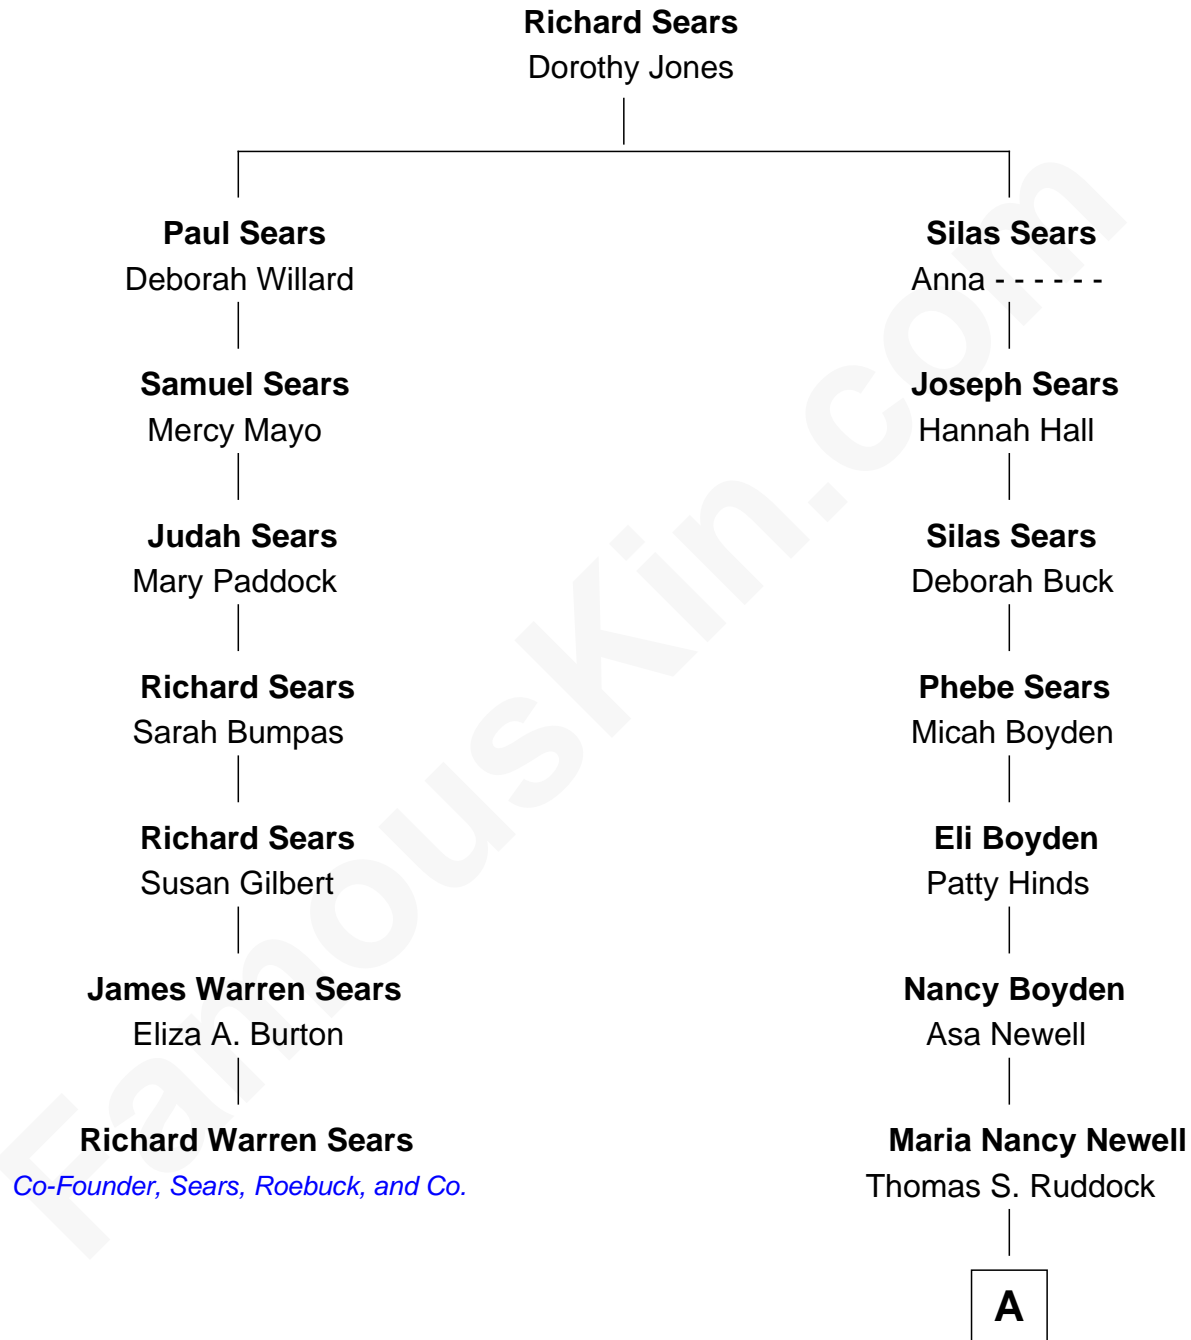 Richard Sears
Dorothy Jones
Paul Sears
Deborah Willard
Silas Sears
Anna - - - - - -
Samuel Sears
Mercy Mayo
Joseph Sears
Hannah Hall
Judah Sears
Mary Paddock
Silas Sears
Deborah Buck
Richard Sears
Sarah Bumpas
Phebe Sears
Micah Boyden
Richard Sears
Susan Gilbert
Eli Boyden
Patty Hinds
James Warren Sears
Eliza A. Burton
Nancy Boyden
Asa Newell
Richard Warren Sears
Co-Founder, Sears, Roebuck, and Co.
Maria Nancy Newell
Thomas S. Ruddock
A
FamousKin.com